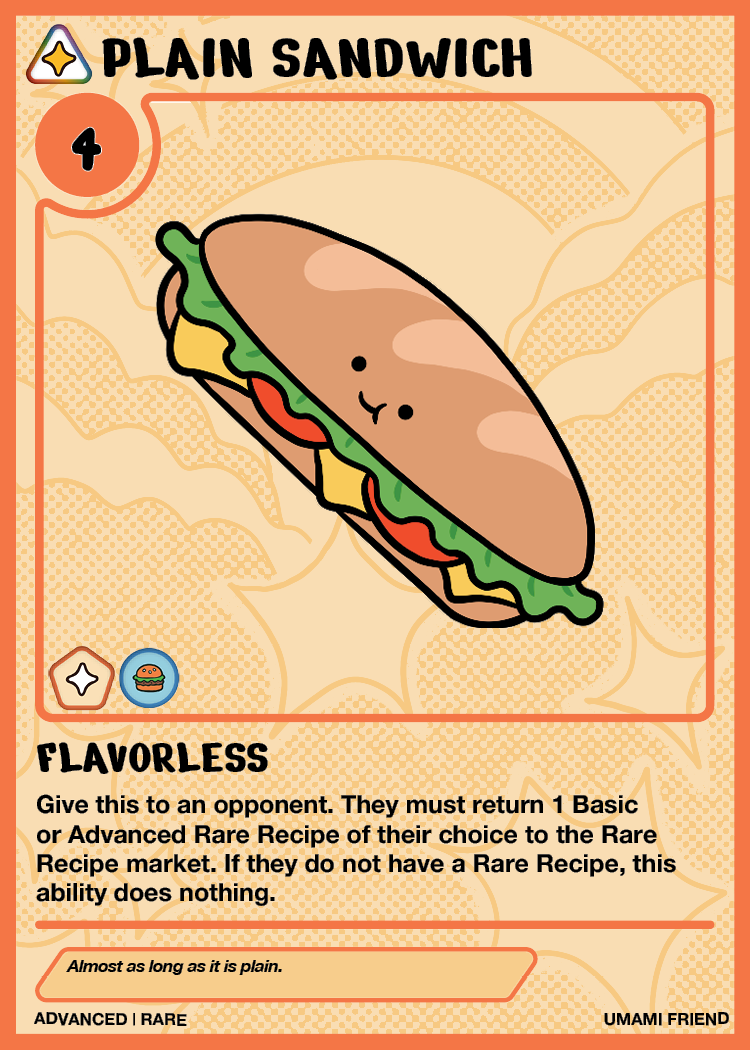 PLAIN SANDWICH
4
FLAVORLESS
Give this to an opponent. They must return 1 Basic
or Advanced Rare Recipe of their choice to the Rare
Recipe market. If they do not have a Rare Recipe, this
ability does nothing.
Almost as long as it is plain.
ADVANCED | RARE
UMAMI FRIEND